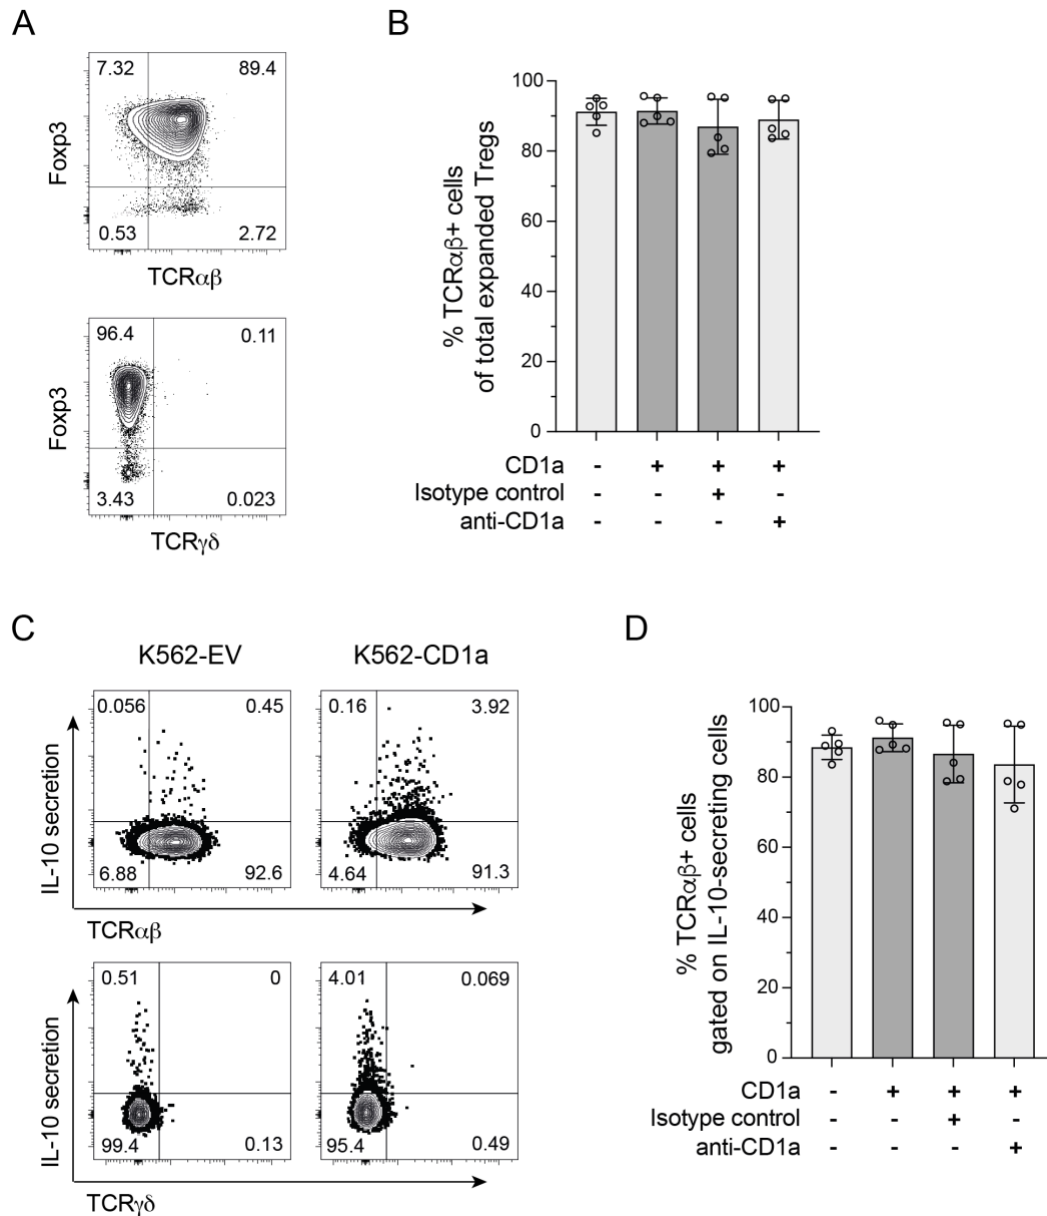 A
7.32 89.4
Foxp3
0.53 2.72
TCRαβ
96.4 0.11
Foxp3
3.43 0.023
TCRγδ
B
100
80
60
40
20
0
% TCRαβ+ cells
of total expanded Tregs
CD1a - + + +
Isotype control - - + -
anti-CD1a - - - +
C
K562-EV K562-CD1a
0.056 0.45 0.16 3.92
IL-10 secretion
6.88 92.6 4.64 91.3
TCRαβ
0.51 0 4.01 0.069
IL-10 secretion
99.4 0.13 95.4 0.49
TCRγδ
D
100
80
60
40
20
0
% TCRαβ+ cells
gated on IL-10-secreting cells
CD1a - + + +
Isotype control - - + -
anti-CD1a - - - +